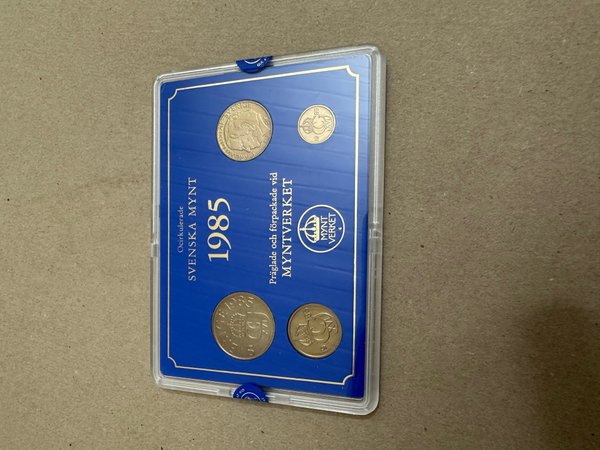 Ocirkulerade
SVENSKA MYNT
1985
Präglade och förpackade vid
MYNTVERKET
MYNT
VERKET